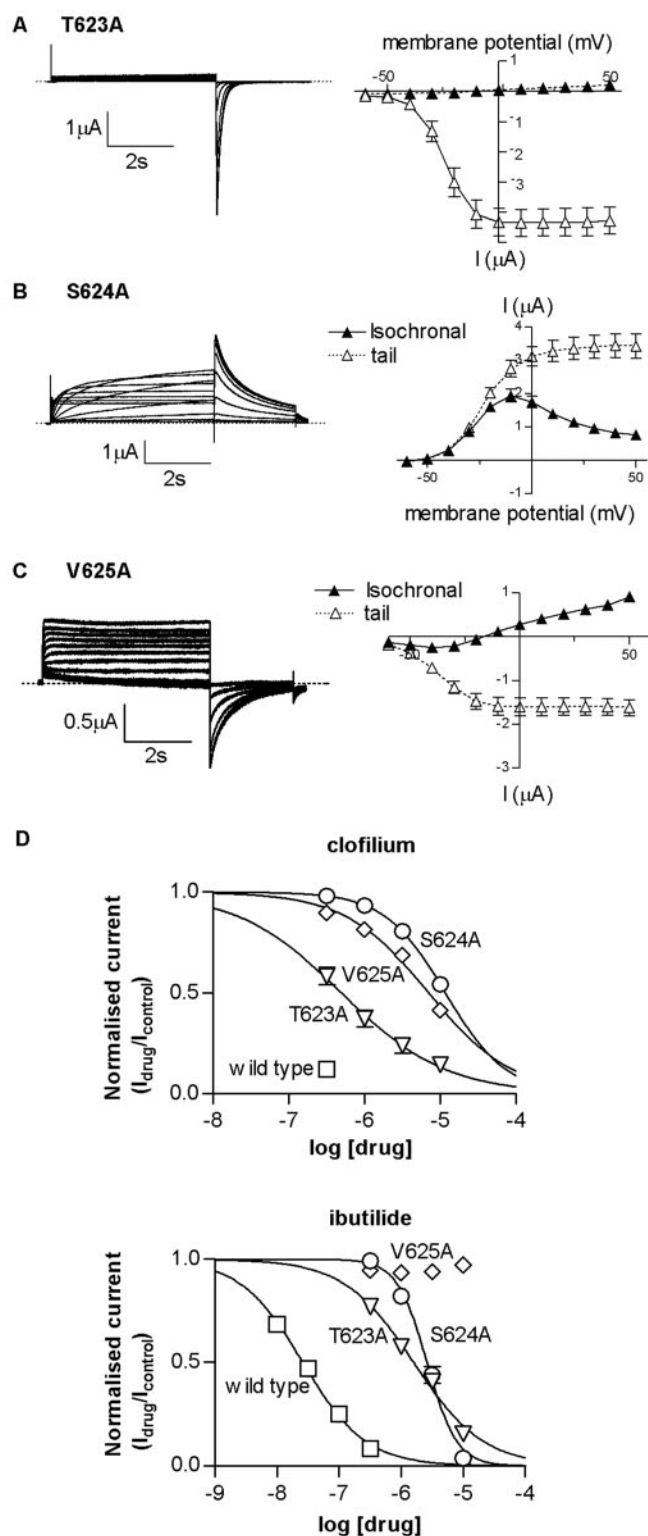 A T623A
membrane potential (mV)
1
-50
50
-1
-2
-3
-4
I (μA)
1μA
2s
B S624A
I (μA)
Isochronal
tail
4
3
2
1
-1
-50
50
membrane potential (mV)
1μA
2s
C V625A
Isochronal
tail
1
-50
50
-1
-2
-3
I (μA)
0.5μA
2s
D
clofilium
Normalised current
(Idrug/Icontrol)
1.0
0.5
0.0
S624A
V625A
T623A
wild type
-8 -7 -6 -5 -4
log [drug]
ibutilide
Normalised current
(Idrug/Icontrol)
1.0
0.5
0.0
V625A
T623A
S624A
wild type
-9 -8 -7 -6 -5 -4
log [drug]